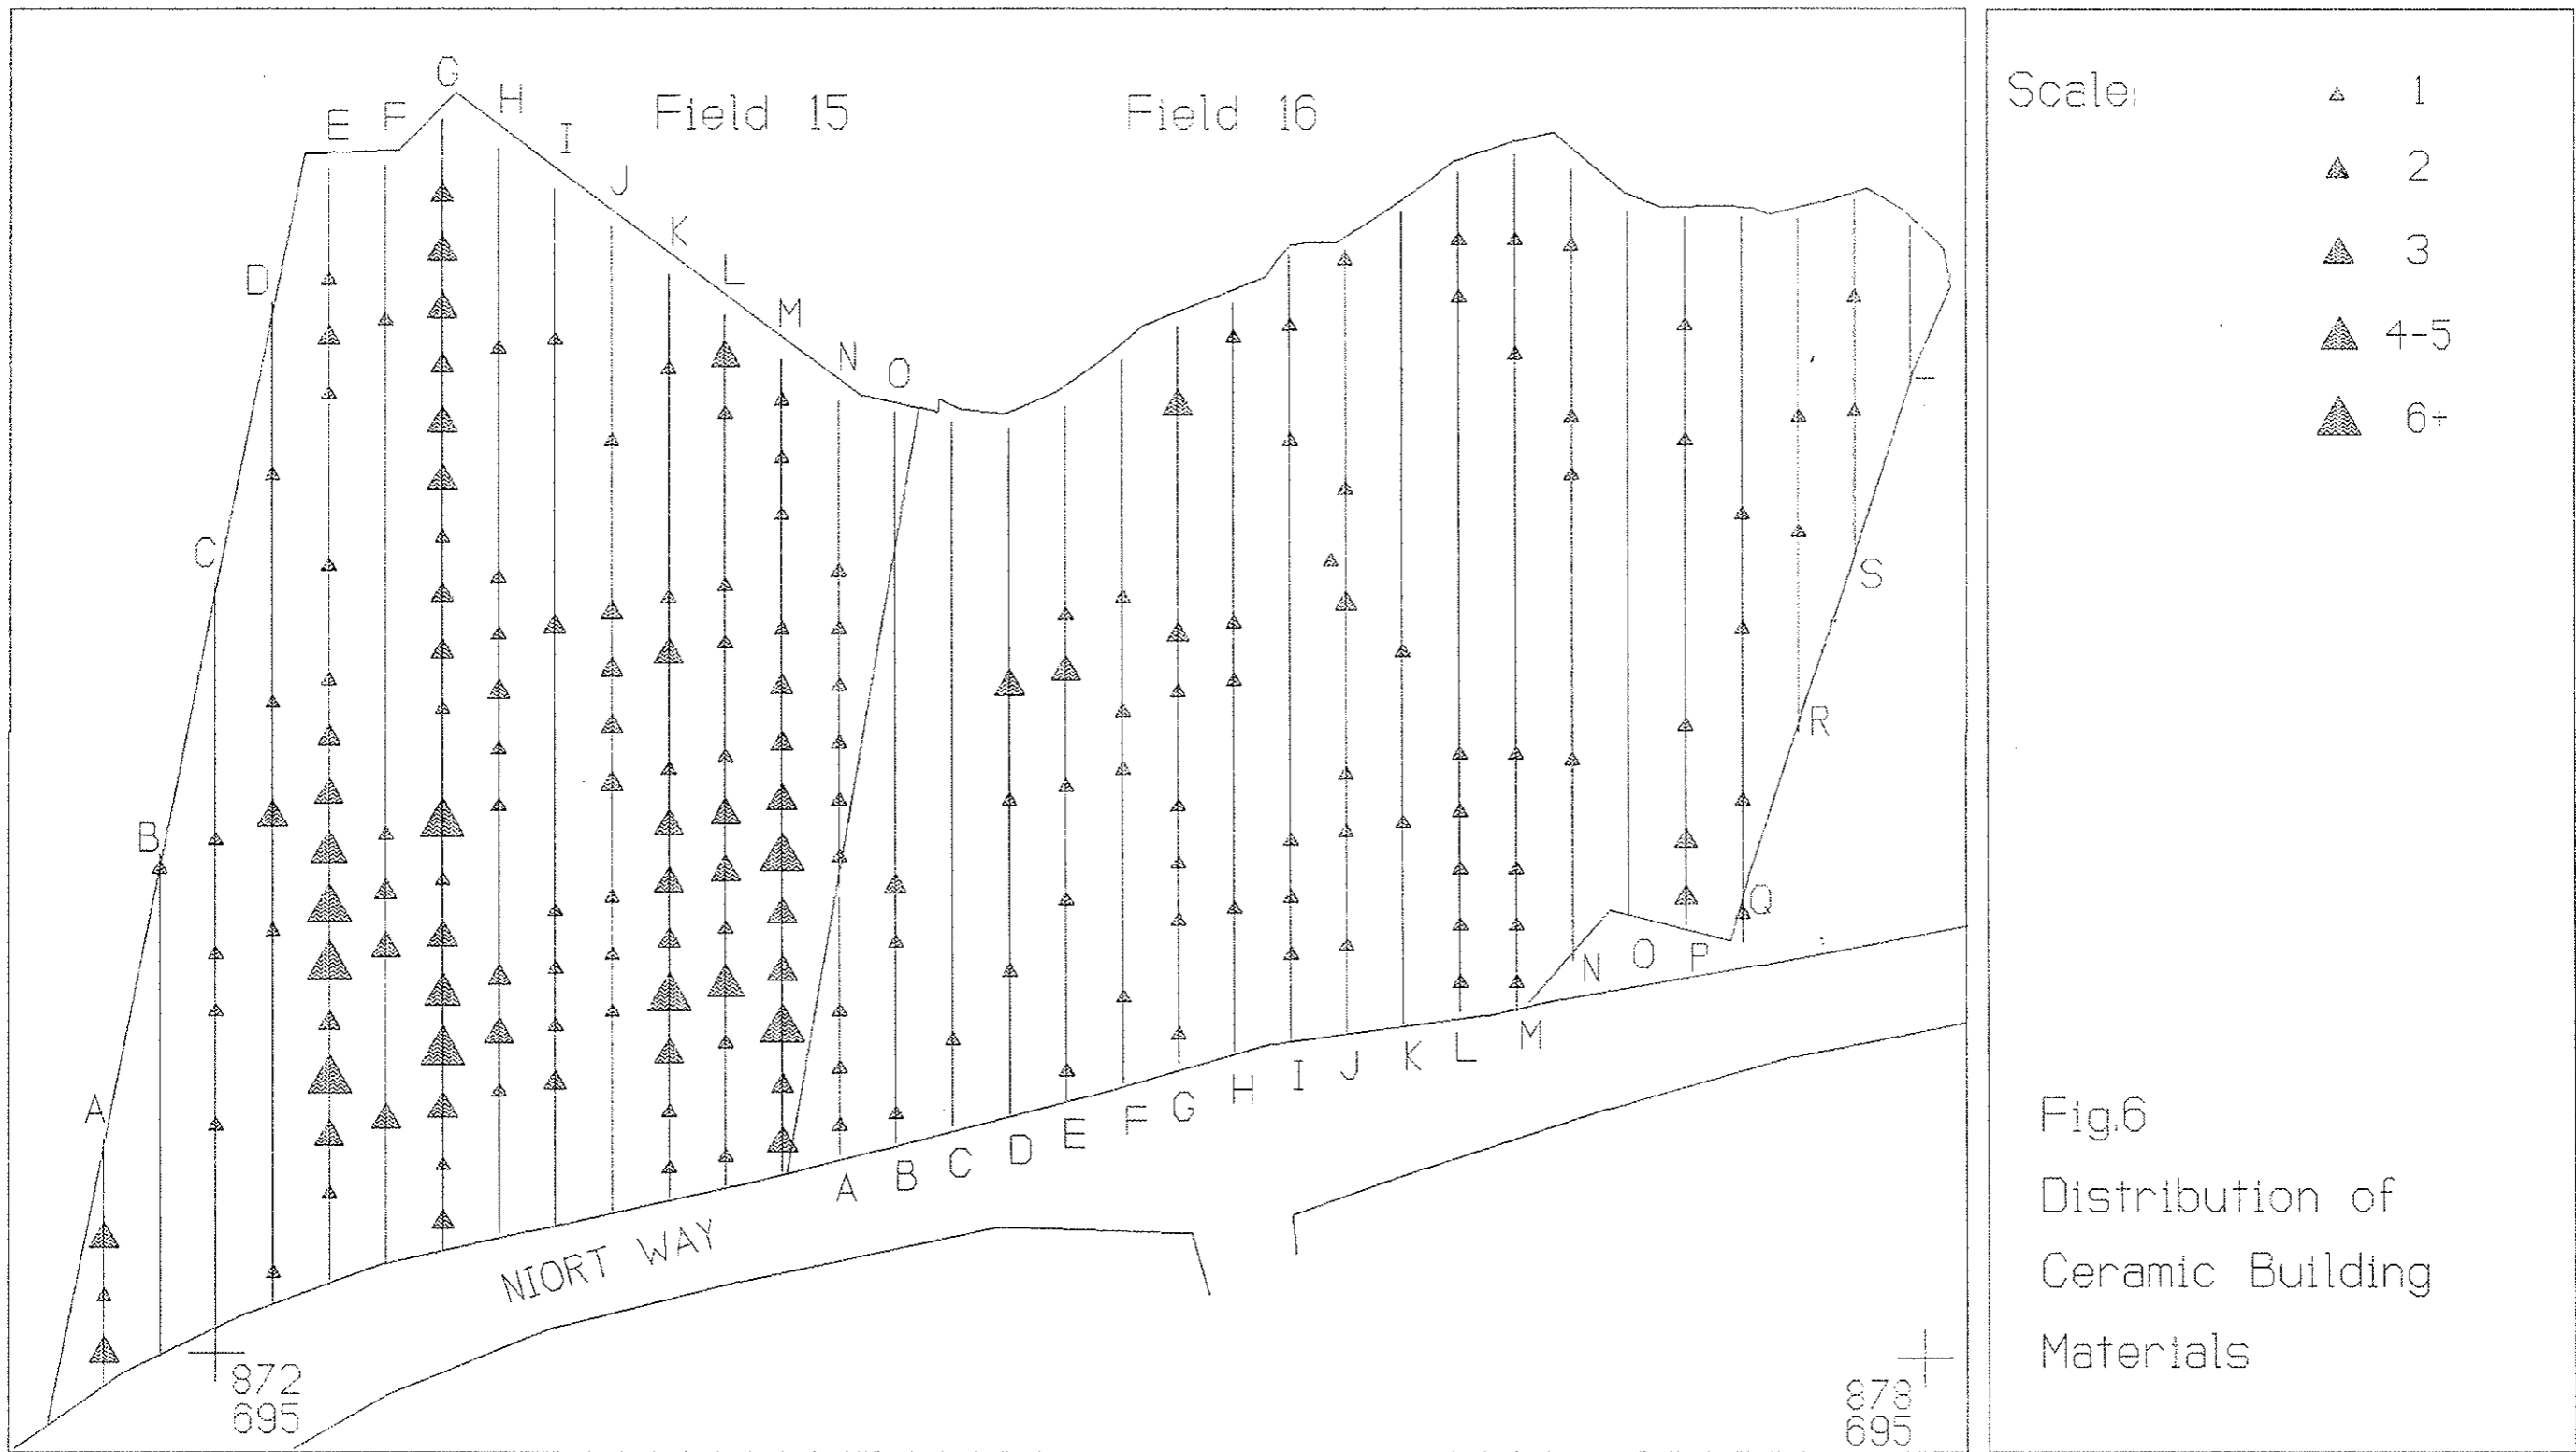 Field 15
Field 16
A
B
C
D
E
F
G
H
I
J
K
L
M
N
O
A
B
C
D
E
F
G
H
I
J
K
L
M
N
O
P
Q
R
S
NIORT WAY
872
695
878
695
Scale:
1
2
3
4-5
6+
Fig.6
Distribution of
Ceramic Building
Materials